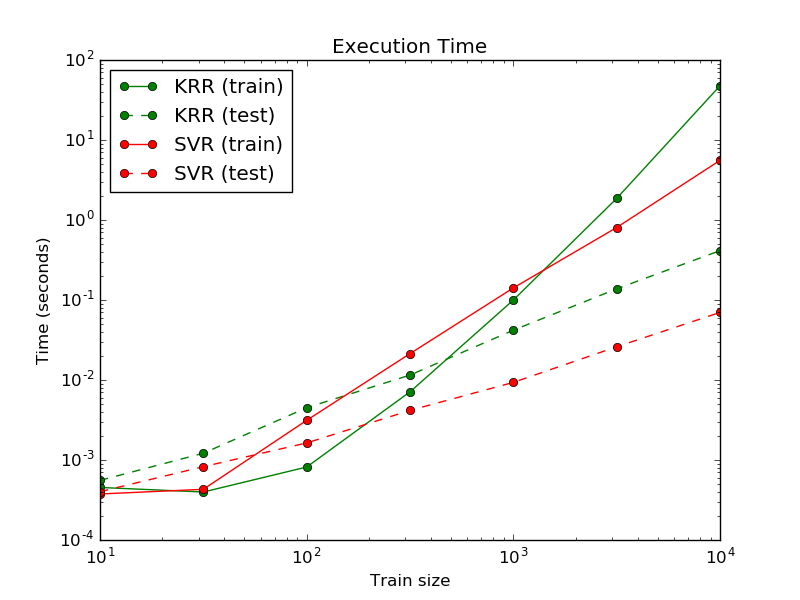 Execution Time
10^2
10^1
10^0
10^-1
10^-2
10^-3
10^-4
Time (seconds)
KRR (train)
KRR (test)
SVR (train)
SVR (test)
10^1 10^2 10^3 10^4
Train size